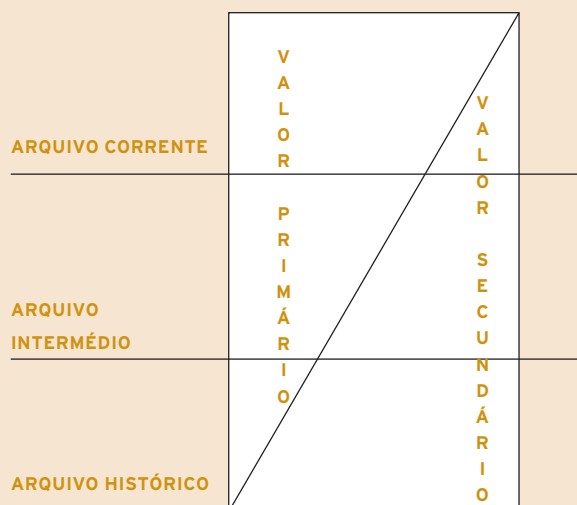 ARQUIVO CORRENTE
ARQUIVO
INTERMÉDIO
ARQUIVO HISTÓRICO
VALOR PRIMÁRIO
VALOR SECUNDÁRIO